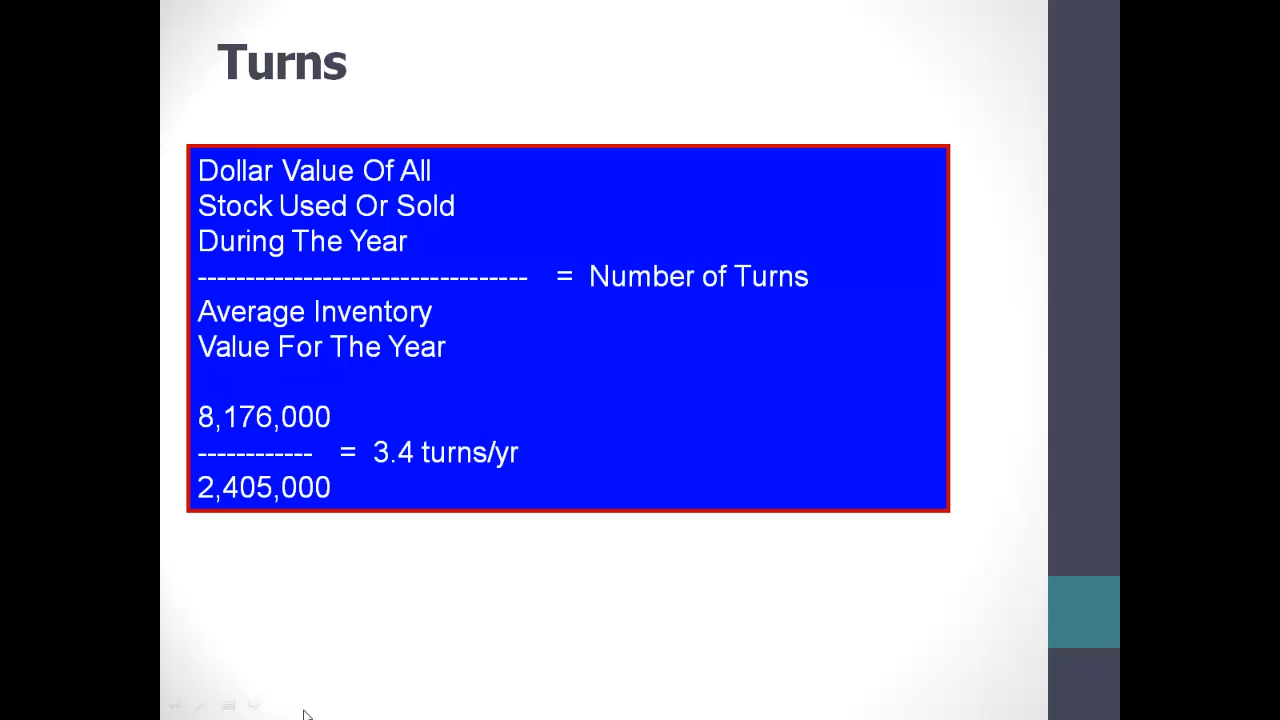 Turns
Dollar Value Of All
Stock Used Or Sold
During The Year
---------------------------------- = Number of Turns
Average Inventory
Value For The Year
8,176,000
------------ = 3.4 turns/yr
2,405,000